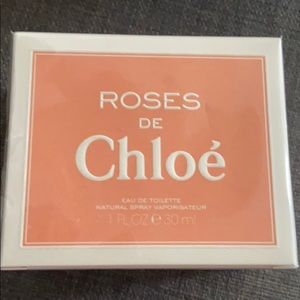 ROSES
DE
Chloé
EAU DE TOILETTE
NATURAL SPRAY VAPORISATEUR
1 FL OZ ℮ 30 ml